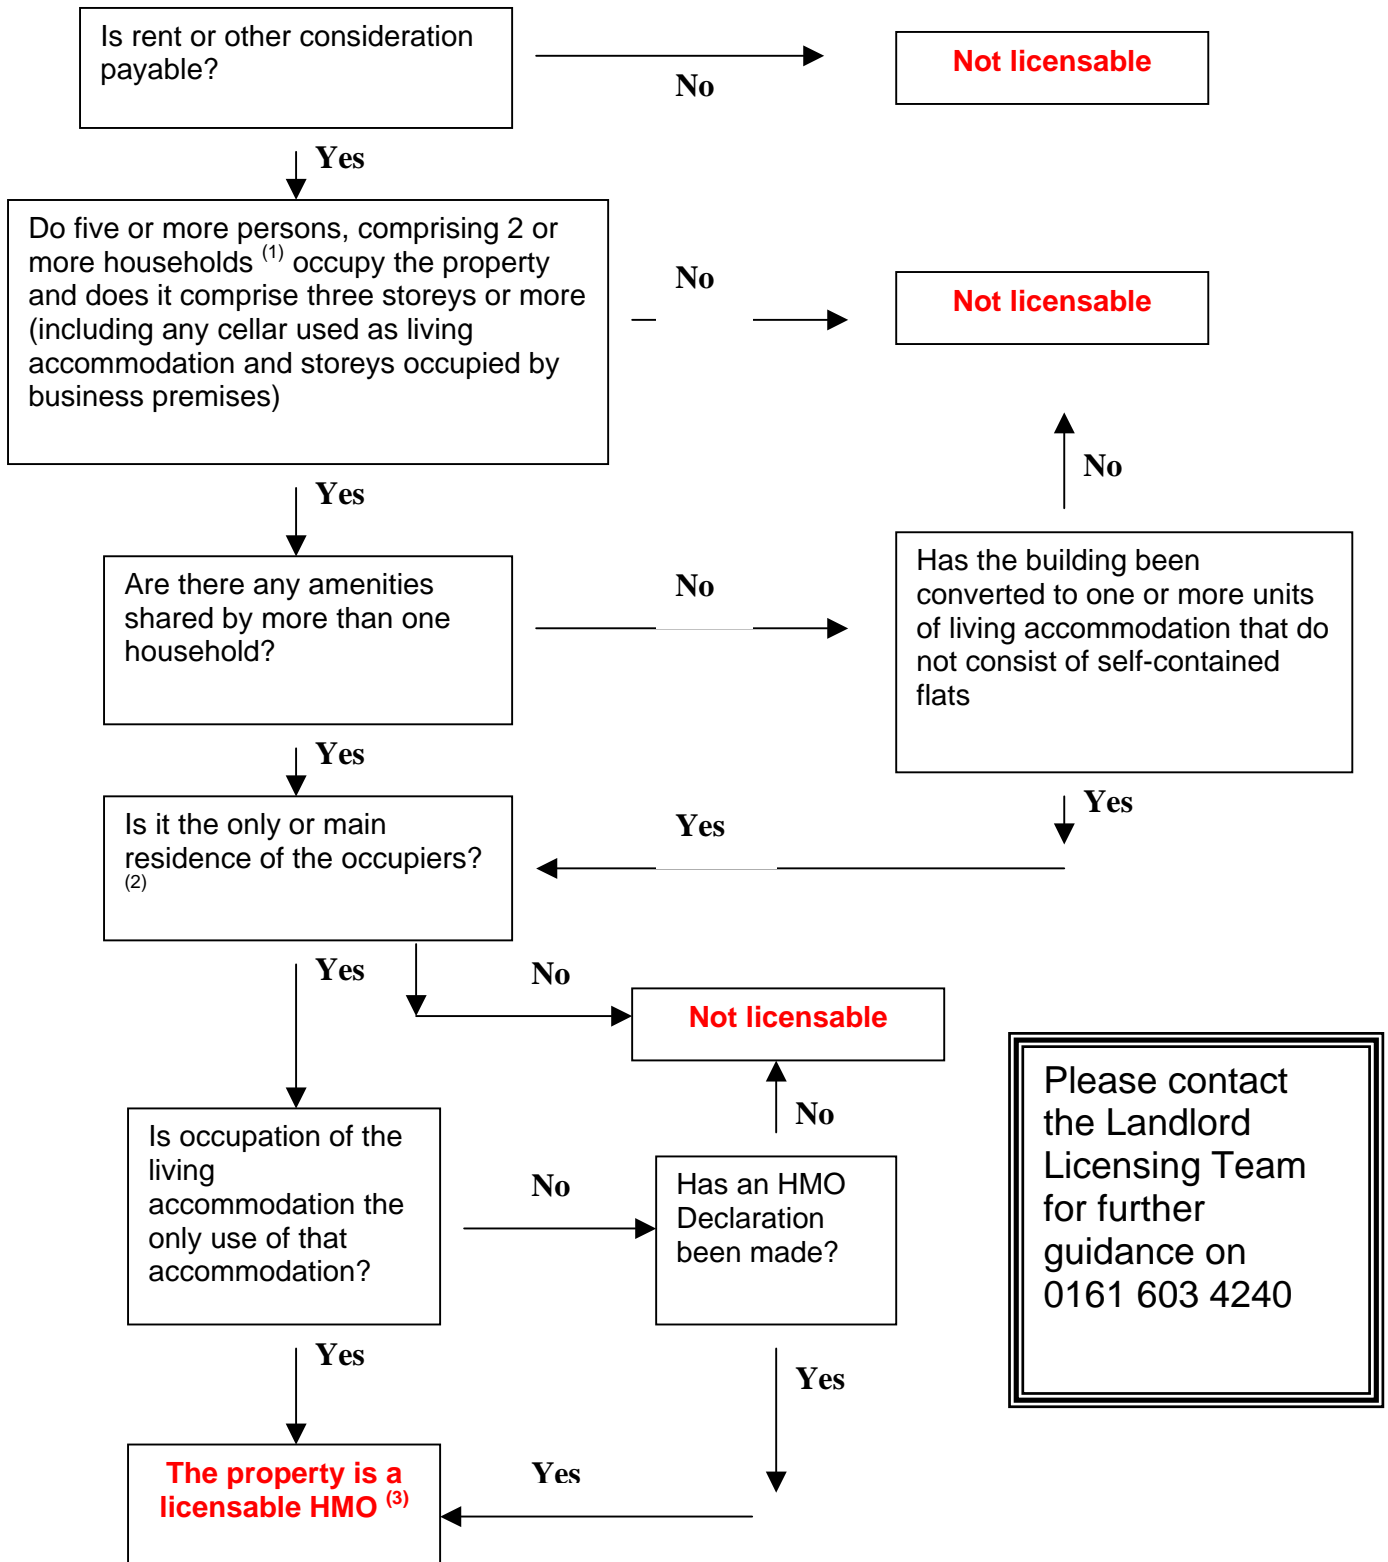 Is rent or other consideration
payable?
No
Not licensable
Yes
Do five or more persons, comprising 2 or
more households (1) occupy the property
and does it comprise three storeys or more
(including any cellar used as living
accommodation and storeys occupied by
business premises)
No
Not licensable
No
Yes
Are there any amenities
shared by more than one
household?
No
Has the building been
converted to one or more units
of living accommodation that do
not consist of self-contained
flats
Yes
Yes
Yes
Is it the only or main
residence of the occupiers?
(2)
Yes
No
Not licensable
No
Is occupation of the
living
accommodation the
only use of that
accommodation?
No
Has an HMO
Declaration
been made?
Please contact
the Landlord
Licensing Team
for further
guidance on
0161 603 4240
Yes
Yes
The property is a
licensable HMO (3)
Yes